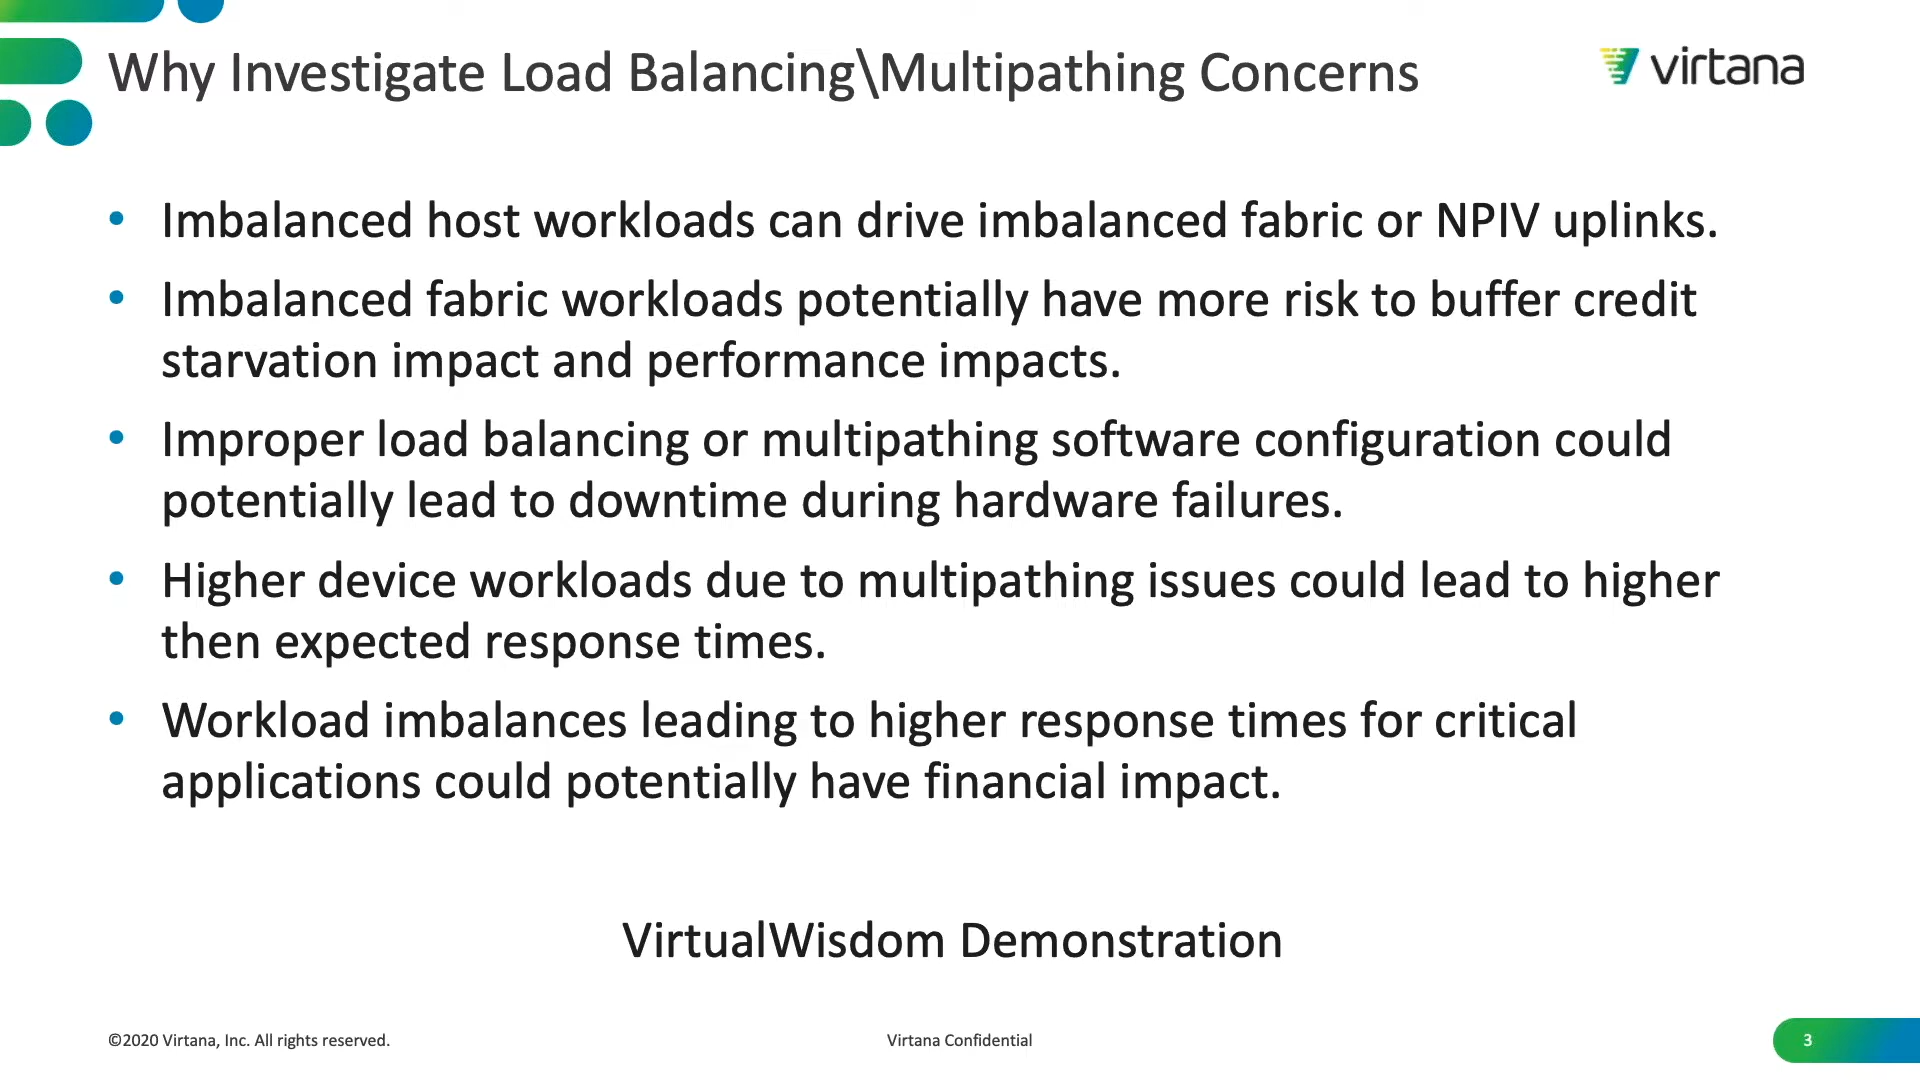 Why Investigate Load Balancing\Multipathing Concerns
virtana
• Imbalanced host workloads can drive imbalanced fabric or NPIV uplinks.
• Imbalanced fabric workloads potentially have more risk to buffer credit
starvation impact and performance impacts.
• Improper load balancing or multipathing software configuration could
potentially lead to downtime during hardware failures.
• Higher device workloads due to multipathing issues could lead to higher
then expected response times.
• Workload imbalances leading to higher response times for critical
applications could potentially have financial impact.
VirtualWisdom Demonstration
©2020 Virtana, Inc. All rights reserved.
Virtana Confidential
3